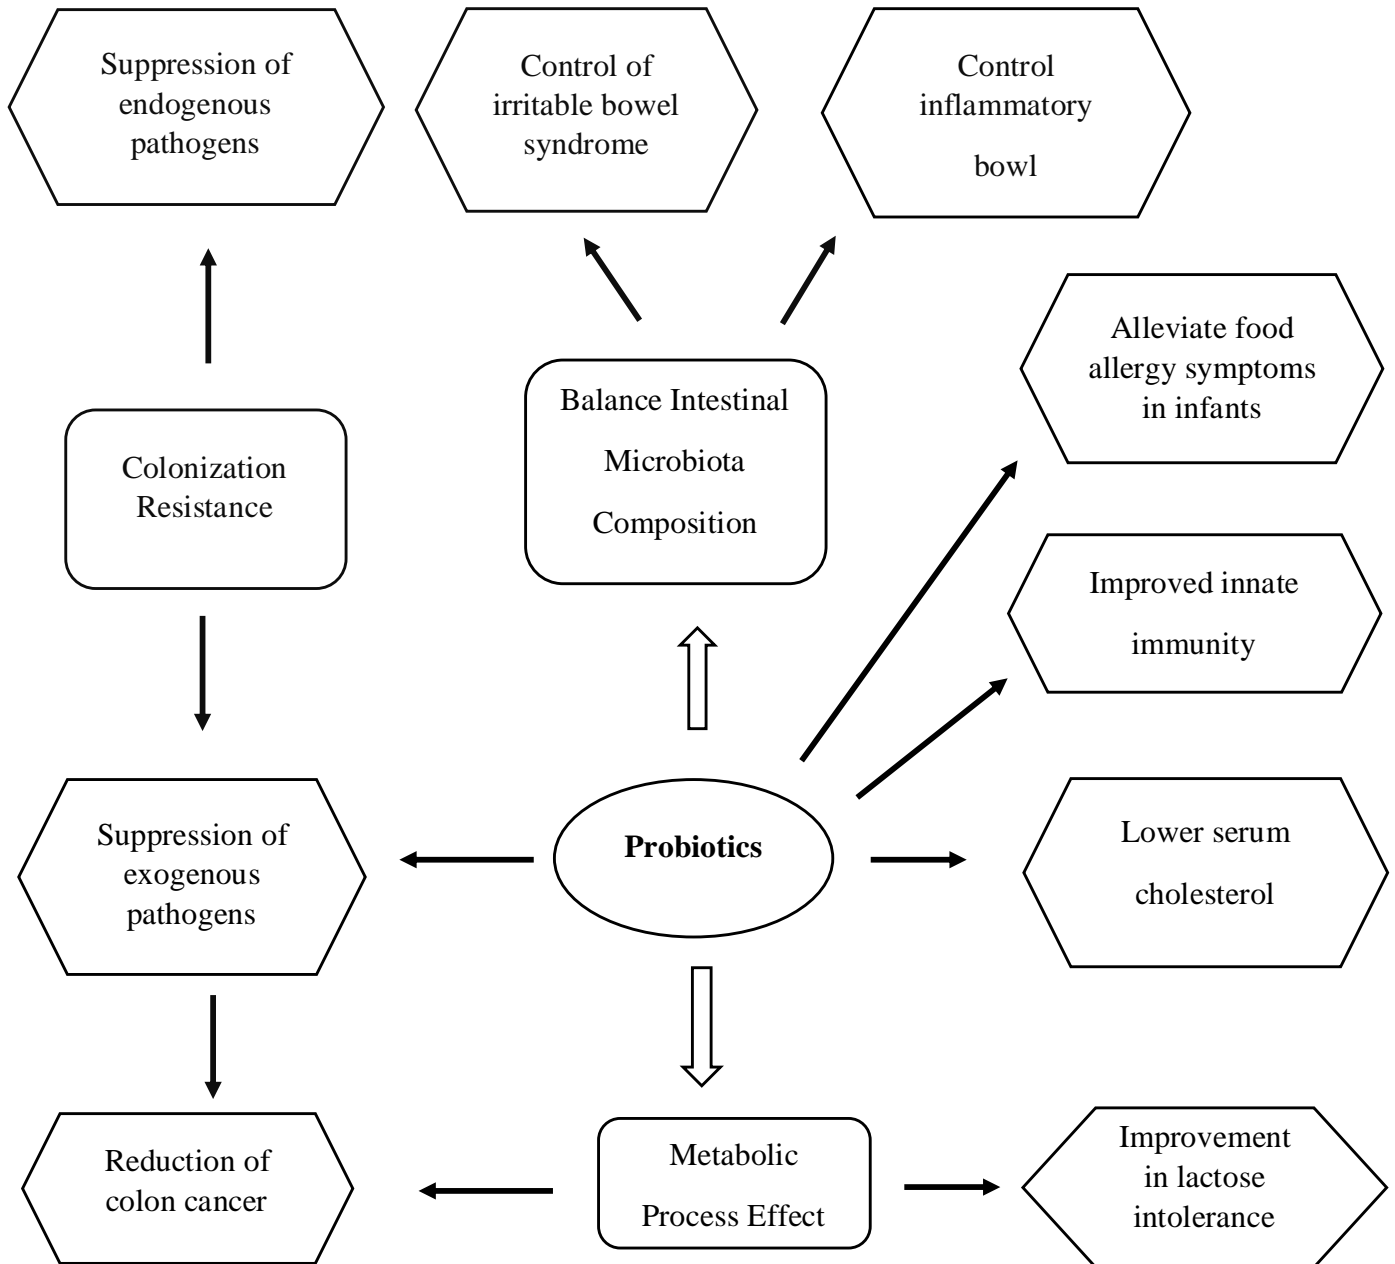 Suppression of
endogenous
pathogens
Control of
irritable bowel
syndrome
Control
inflammatory
bowl
Alleviate food
allergy symptoms
in infants
Balance Intestinal
Microbiota
Composition
Colonization
Resistance
Improved innate
immunity
Suppression of
exogenous
pathogens
Probiotics
Lower serum
cholesterol
Reduction of
colon cancer
Metabolic
Process Effect
Improvement
in lactose
intolerance